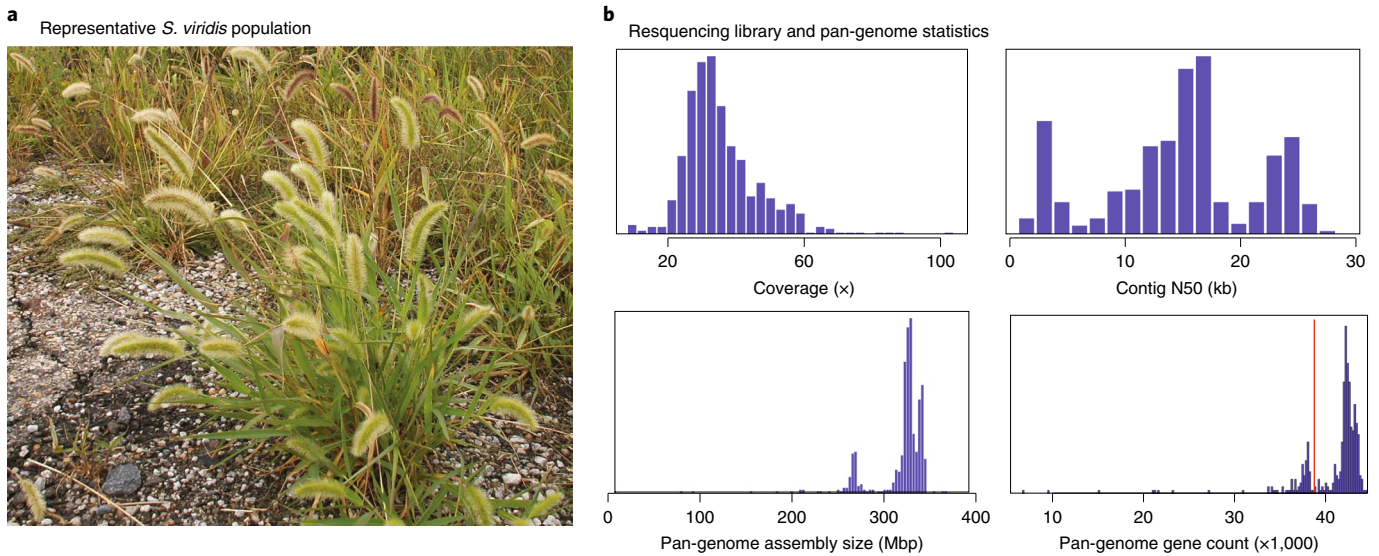 a
Representative S. viridis population
b
Resquencing library and pan-genome statistics
20 60 100
Coverage (×)
0 10 20 30
Contig N50 (kb)
0 100 200 300 400
Pan-genome assembly size (Mbp)
10 20 30 40
Pan-genome gene count (×1,000)